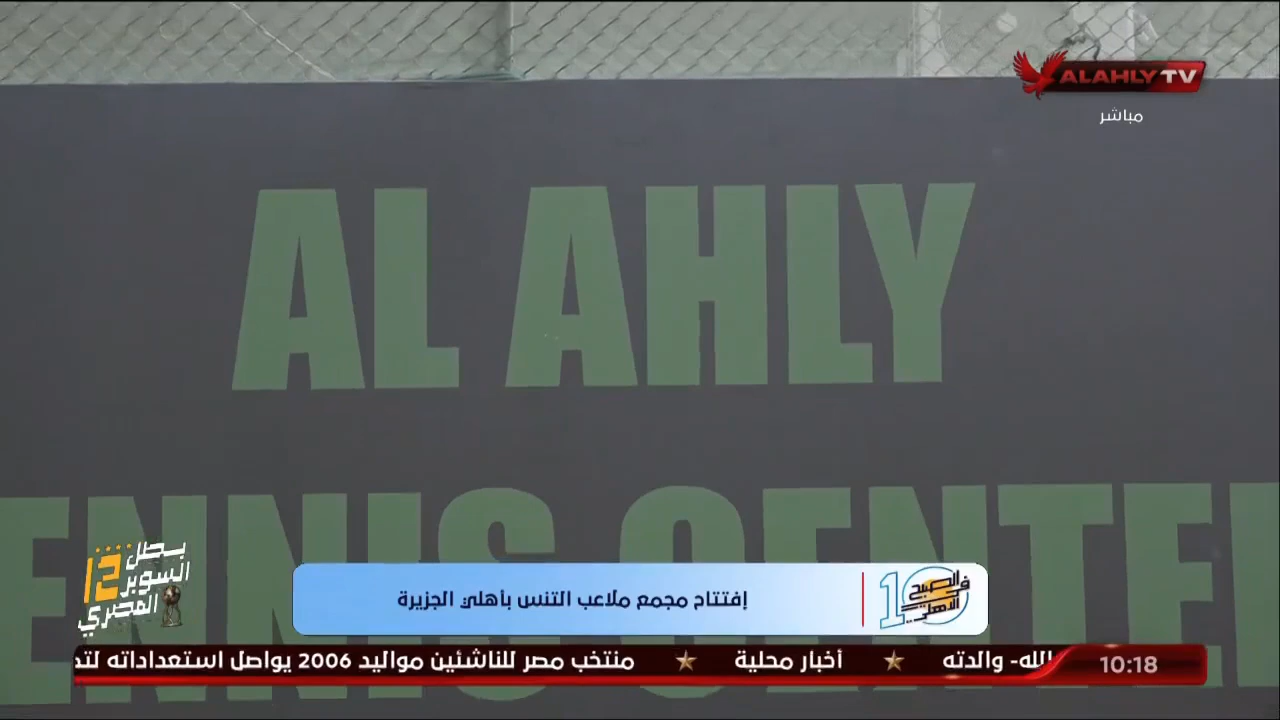 ALAHLY TV
مباشر
AL AHLY
ENNIS CENTE
بطل
السوبر 12
المصري
إفتتاح مجمع ملاعب التنس بأهلي الجزيرة
10 الصبح
في
الأهلي
الله- والدته ★ أخبار محلية ★ منتخب مصر للناشئين مواليد 2006 يواصل استعداداته لتد
10:18